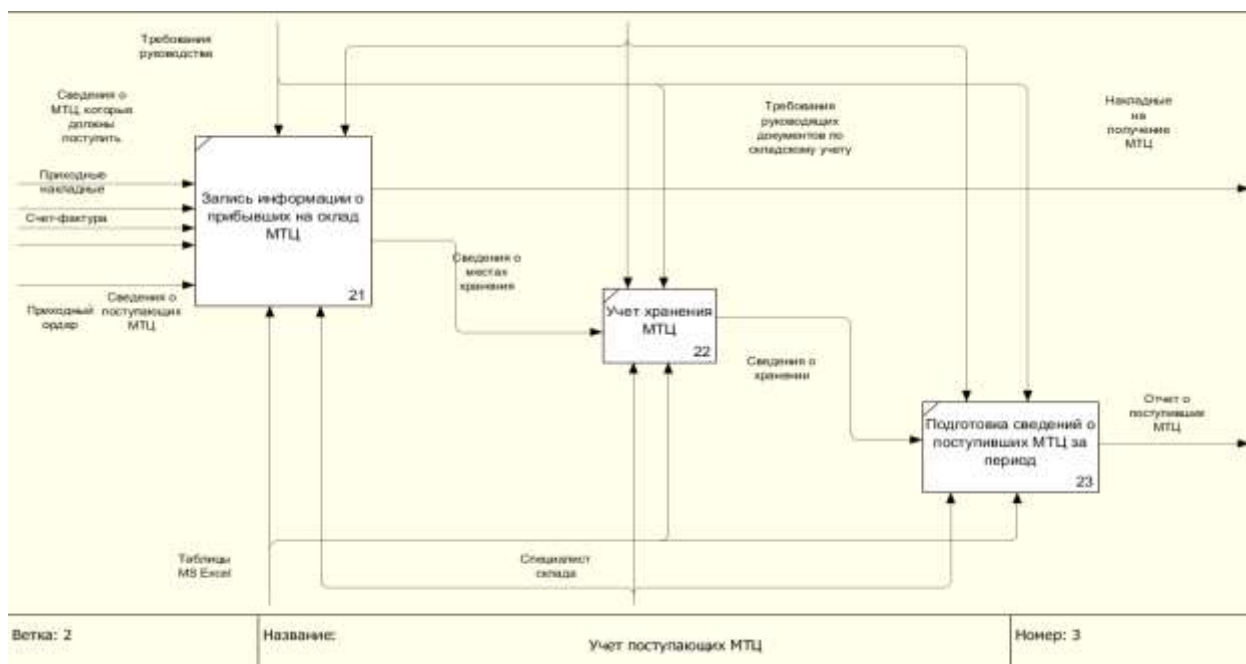 Требования
руководства
Сведения о
МТЦ, которые
должны
поступить
Приходные
накладные
Счет-фактура
Приходный
ордер
Сведения о
поступающих
МТЦ
Запись информации о
прибывших на склад
МТЦ
21
Требования
руководящих
документов по
складскому учету
Накладные
на
получение
МТЦ
Сведения о
местах
хранения
Учет хранения
МТЦ
22
Сведения о
хранении
Подготовка сведений о
поступивших МТЦ за
период
23
Отчет о
поступивших
МТЦ
Таблицы
MS Excel
Специалист
склада
Ветка: 2
Название:
Учет поступающих МТЦ
Номер: 3